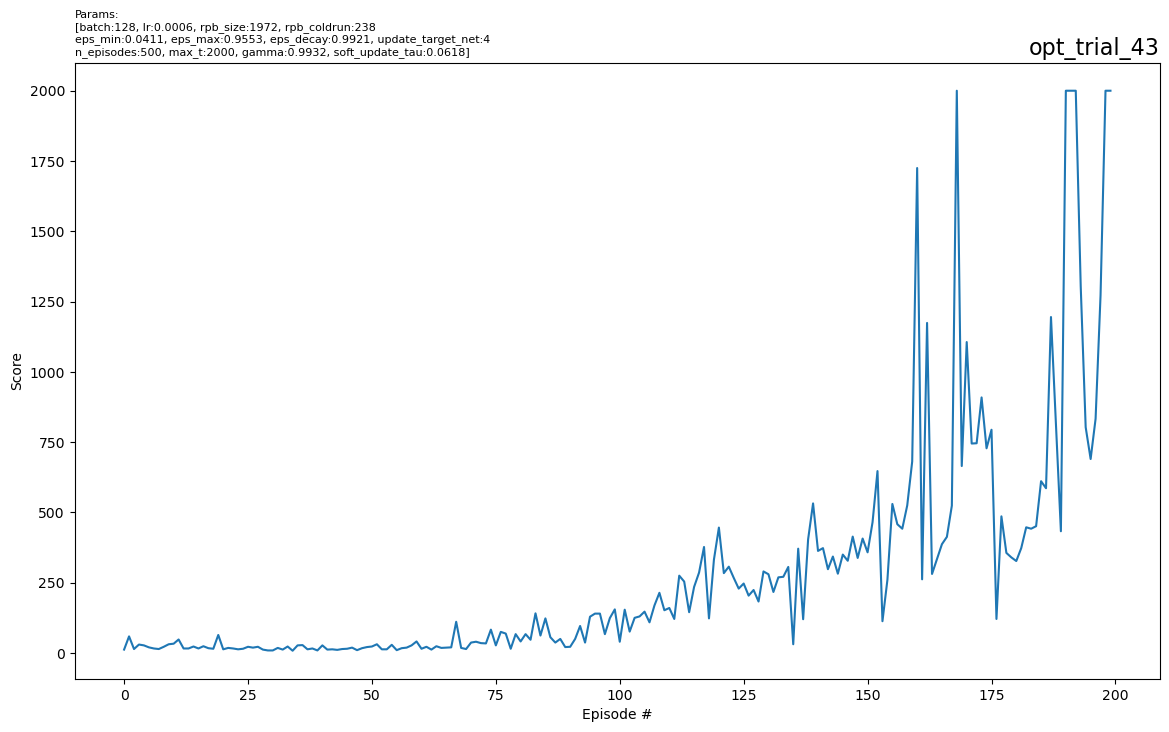 Params:
[batch:128, lr:0.0006, rpb_size:1972, rpb_coldrun:238
eps_min:0.0411, eps_max:0.9553, eps_decay:0.9921, update_target_net:4
n_episodes:500, max_t:2000, gamma:0.9932, soft_update_tau:0.0618]
opt_trial_43
2000
1750
1500
1250
1000
750
500
250
0
Score
0 25 50 75 100 125 150 175 200
Episode #